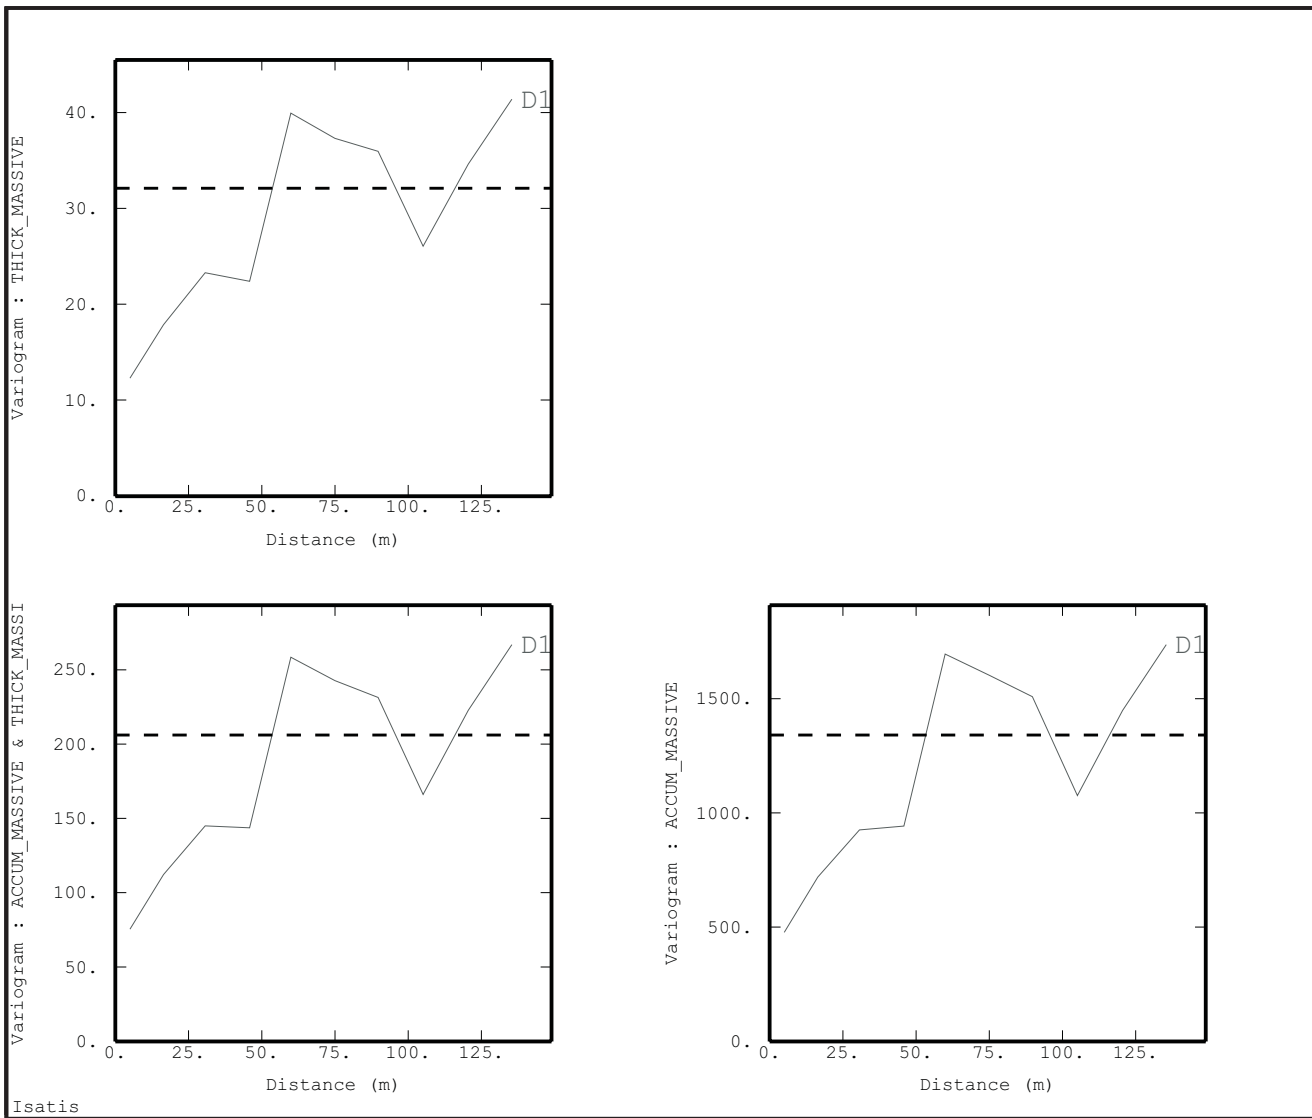 Variogram : THICK_MASSIVE
D1
40.
30.
20.
10.
0.
0. 25. 50. 75. 100. 125.
Distance (m)
Variogram : ACCUM_MASSIVE & THICK_MASSI
D1
250.
200.
150.
100.
50.
0.
0. 25. 50. 75. 100. 125.
Distance (m)
Variogram : ACCUM_MASSIVE
D1
1500.
1000.
500.
0.
0. 25. 50. 75. 100. 125.
Distance (m)
Isatis